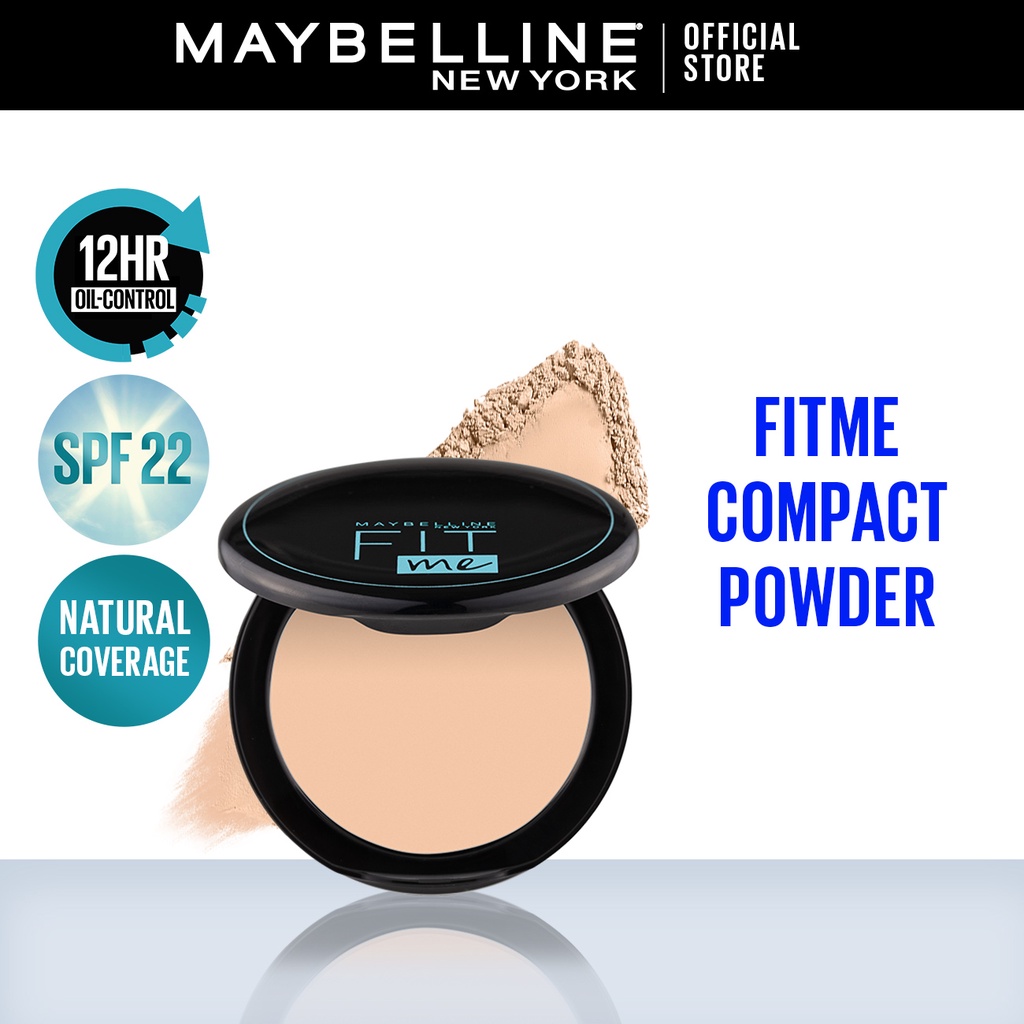 MAYBELLINE
NEW YORK
OFFICIAL
STORE
12HR
OIL-CONTROL
SPF 22
NATURAL
COVERAGE
MAYBELLINE
NEW YORK
FIT
me
FITME
COMPACT
POWDER